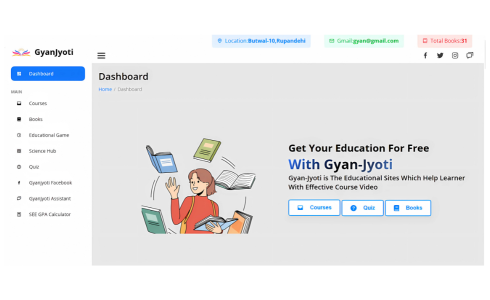 Location:Butwal-10,Rupandehi
Gmail:gyan@gmail.com
Total Books:31
GyanJyoti
Dashboard
Dashboard
Home / Dashboard
MAIN
Courses
Books
Educational Game
Science Hub
Quiz
Gyanjyoti Facebook
Gyanjyoti Assistant
SEE GPA Calculator
Get Your Education For Free
With Gyan-Jyoti
Gyan-Jyoti is The Educational Sites Which Help Learner
With Effective Course Video
Courses
Quiz
Books